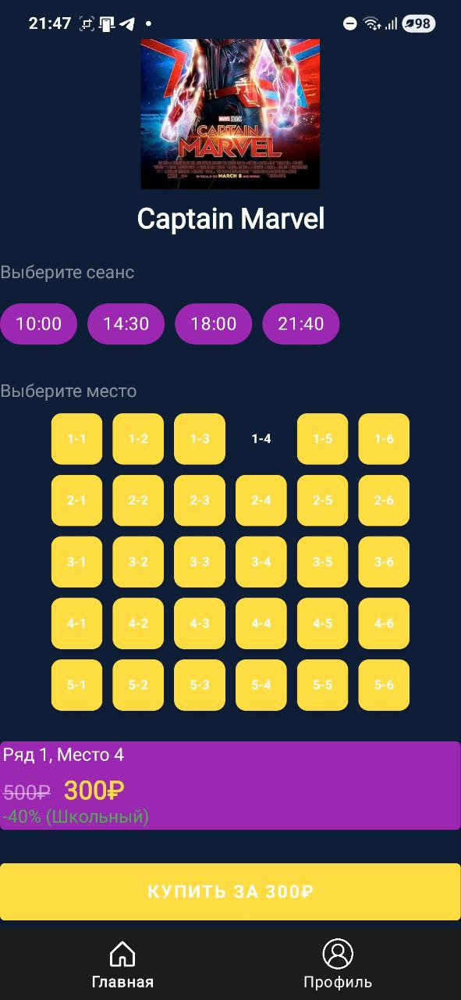 21:47 98
MARVEL STUDIOS
CAPTAIN
MARVEL
MARCH 8
Captain Marvel
Выберите сеанс
10:00 14:30 18:00 21:40
Выберите место
1-1 1-2 1-3 1-4 1-5 1-6
2-1 2-2 2-3 2-4 2-5 2-6
3-1 3-2 3-3 3-4 3-5 3-6
4-1 4-2 4-3 4-4 4-5 4-6
5-1 5-2 5-3 5-4 5-5 5-6
Ряд 1, Место 4
500₽ 300₽
-40% (Школьный)
КУПИТЬ ЗА 300₽
Главная Профиль